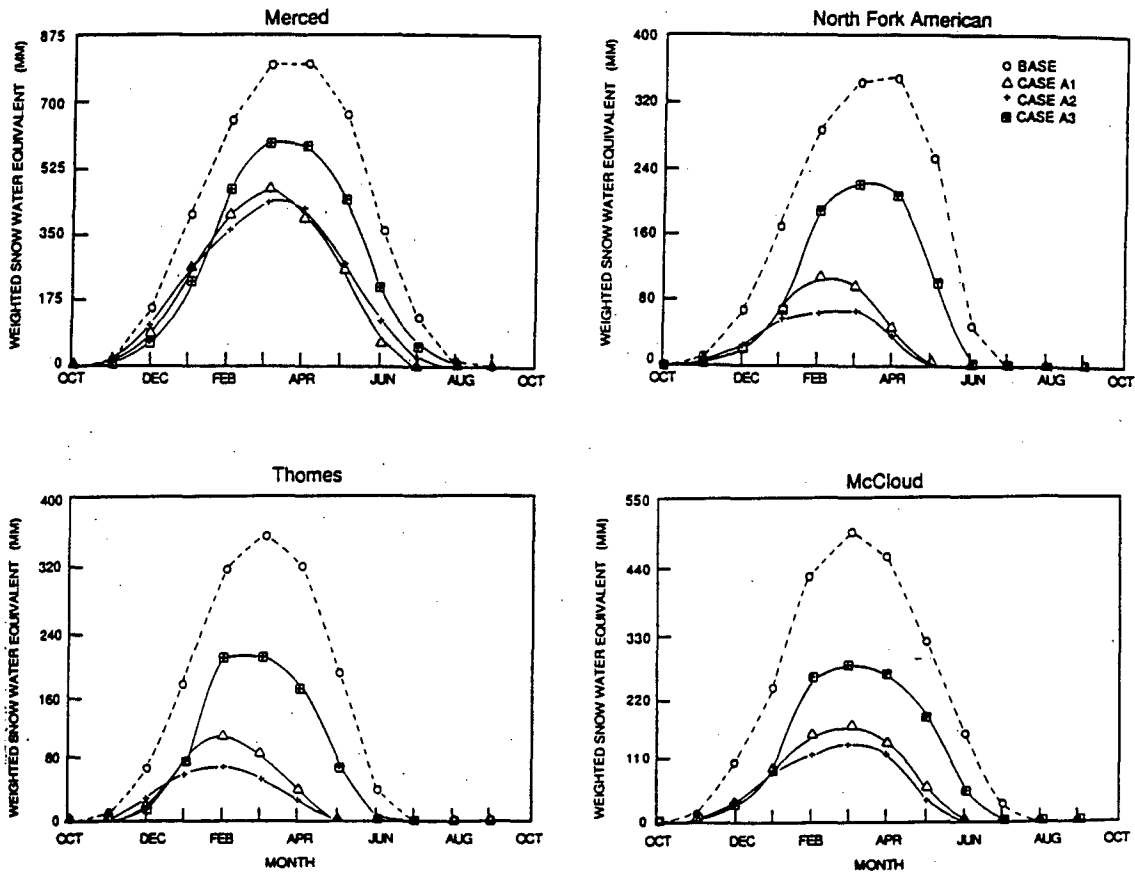 Merced
WEIGHTED SNOW WATER EQUIVALENT (MM)
875
700
525
350
175
0
OCT DEC FEB APR JUN AUG OCT
North Fork American
WEIGHTED SNOW WATER EQUIVALENT (MM)
400
320
240
160
80
0
OCT DEC FEB APR JUN AUG OCT
BASE
CASE A1
CASE A2
CASE A3
Thomes
WEIGHTED SNOW WATER EQUIVALENT (MM)
400
320
240
160
80
0
OCT DEC FEB APR JUN AUG OCT
MONTH
McCloud
WEIGHTED SNOW WATER EQUIVALENT (MM)
550
440
330
220
110
0
OCT DEC FEB APR JUN AUG OCT
MONTH